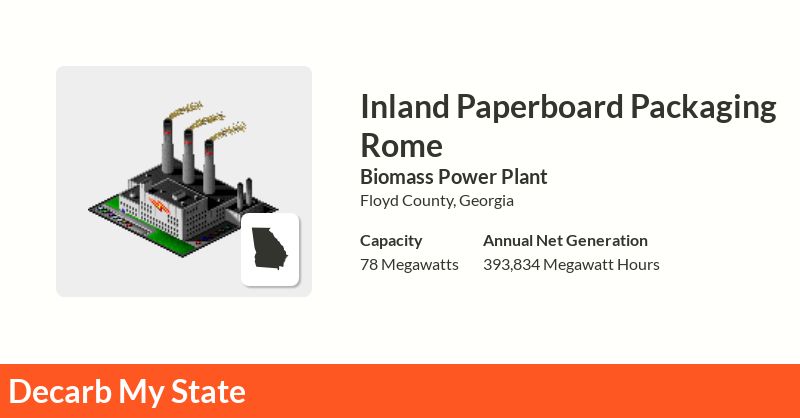 Inland Paperboard Packaging
Rome
Biomass Power Plant
Floyd County, Georgia
Capacity
78 Megawatts
Annual Net Generation
393,834 Megawatt Hours
Decarb My State